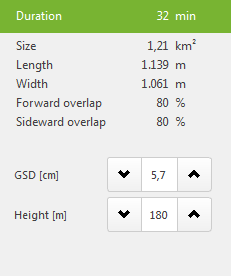 Duration 32 min
Size 1,21 km²
Length 1.139 m
Width 1.061 m
Forward overlap 80 %
Sideward overlap 80 %
GSD [cm] 5,7
Height [m] 180